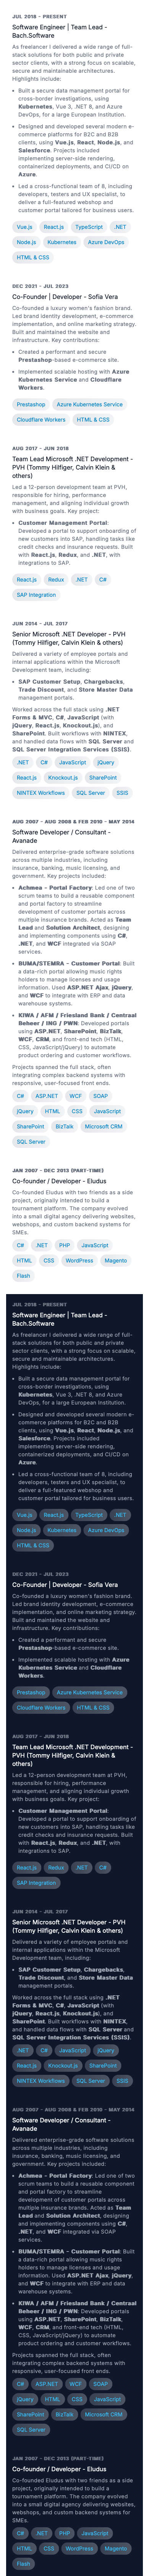 JUL 2018 - PRESENT
Software Engineer | Team Lead -
Bach.Software
As freelancer I delivered a wide range of full-
stack solutions for both public and private
sector clients, with a strong focus on scalable,
secure and maintainable architectures.
Highlights include:
Built a secure data management portal for
cross-border investigations, using
Kubernetes, Vue 3, .NET 8, and Azure
DevOps, for a large European Institution.
Designed and developed several modern e-
commerce platforms for B2C and B2B
clients, using Vue.js, React, Node.js, and
Salesforce. Projects included
implementing server-side rendering,
containerized deployments, and CI/CD on
Azure.
Led a cross-functional team of 8, including
developers, testers and UX specialist, to
deliver a full-featured webshop and
customer portal tailored for business users.
Vue.js React.js TypeScript .NET
Node.js Kubernetes Azure DevOps
HTML & CSS
DEC 2021 - JUL 2023
Co-Founder | Developer - Sofia Vera
Co-founded a luxury women's fashion brand.
Led brand identity development, e-commerce
implementation, and online marketing strategy.
Built and maintained the website and
infrastructure. Key contributions:
Created a performant and secure
Prestashop-based e-commerce site.
Implemented scalable hosting with Azure
Kubernetes Service and Cloudflare
Workers.
Prestashop Azure Kubernetes Service
Cloudflare Workers HTML & CSS
AUG 2017 - JUN 2018
Team Lead Microsoft .NET Development -
PVH (Tommy Hilfiger, Calvin Klein &
others)
Led a 12-person development team at PVH,
responsible for hiring, performance
management, and aligning individual growth
with business goals. Key project:
Customer Management Portal:
Developed a portal to support onboarding of
new customers into SAP, handling tasks like
credit checks and insurance requests. Built
with React.js, Redux, and .NET, with
integrations to SAP.
React.js Redux .NET C#
SAP Integration
JUN 2014 - JUL 2017
Senior Microsoft .NET Developer - PVH
(Tommy Hilfiger, Calvin Klein & others)
Delivered a variety of employee portals and
internal applications within the Microsoft
Development team, including:
SAP Customer Setup, Chargebacks,
Trade Discount, and Store Master Data
management portals.
Worked across the full stack using .NET
Forms & MVC, C#, JavaScript (with
jQuery, React.js, Knockout.js), and
SharePoint. Built workflows with NINTEX,
and handled data flows with SQL Server and
SQL Server Integration Services (SSIS).
.NET C# JavaScript jQuery
React.js Knockout.js SharePoint
NINTEX Workflows SQL Server SSIS
AUG 2007 - AUG 2008 & FEB 2010 - MAY 2014
Software Developer / Consultant -
Avanade
Delivered enterprise-grade software solutions
across multiple industries, including
insurance, banking, music licensing, and
government. Key projects included:
Achmea - Portal Factory: Led one of two
scrum teams to build a reusable component
and portal factory to streamline
development of customer portals across
multiple insurance brands. Acted as Team
Lead and Solution Architect, designing
and implementing components using C#,
.NET, and WCF integrated via SOAP
services.
BUMA/STEMRA - Customer Portal: Built
a data-rich portal allowing music rights
holders to manage licenses and usage
information. Used ASP.NET Ajax, jQuery,
and WCF to integrate with ERP and data
warehouse systems.
KIWA / AFM / Friesland Bank / Centraal
Beheer / ING / PWN: Developed portals
using ASP.NET, SharePoint, BizTalk,
WCF, CRM, and front-end tech (HTML,
CSS, JavaScript/jQuery) to automate
product ordering and customer workflows.
Projects spanned the full stack, often
integrating complex backend systems with
responsive, user-focused front ends.
C# ASP.NET WCF SOAP
jQuery HTML CSS JavaScript
SharePoint BizTalk Microsoft CRM
SQL Server
JAN 2007 - DEC 2013 (PART-TIME)
Co-founder / Developer - Eludus
Co-founded Eludus with two friends as a side
project, originally intended to build a
tournament platform. The company evolved
into a small digital agency delivering websites,
webshops, and custom backend systems for
SMEs.
C# .NET PHP JavaScript
HTML CSS WordPress Magento
Flash
JUL 2018 - PRESENT
Software Engineer | Team Lead -
Bach.Software
As freelancer I delivered a wide range of full-
stack solutions for both public and private
sector clients, with a strong focus on scalable,
secure and maintainable architectures.
Highlights include:
Built a secure data management portal for
cross-border investigations, using
Kubernetes, Vue 3, .NET 8, and Azure
DevOps, for a large European Institution.
Designed and developed several modern e-
commerce platforms for B2C and B2B
clients, using Vue.js, React, Node.js, and
Salesforce. Projects included
implementing server-side rendering,
containerized deployments, and CI/CD on
Azure.
Led a cross-functional team of 8, including
developers, testers and UX specialist, to
deliver a full-featured webshop and
customer portal tailored for business users.
Vue.js React.js TypeScript .NET
Node.js Kubernetes Azure DevOps
HTML & CSS
DEC 2021 - JUL 2023
Co-Founder | Developer - Sofia Vera
Co-founded a luxury women's fashion brand.
Led brand identity development, e-commerce
implementation, and online marketing strategy.
Built and maintained the website and
infrastructure. Key contributions:
Created a performant and secure
Prestashop-based e-commerce site.
Implemented scalable hosting with Azure
Kubernetes Service and Cloudflare
Workers.
Prestashop Azure Kubernetes Service
Cloudflare Workers HTML & CSS
AUG 2017 - JUN 2018
Team Lead Microsoft .NET Development -
PVH (Tommy Hilfiger, Calvin Klein &
others)
Led a 12-person development team at PVH,
responsible for hiring, performance
management, and aligning individual growth
with business goals. Key project:
Customer Management Portal:
Developed a portal to support onboarding of
new customers into SAP, handling tasks like
credit checks and insurance requests. Built
with React.js, Redux, and .NET, with
integrations to SAP.
React.js Redux .NET C#
SAP Integration
JUN 2014 - JUL 2017
Senior Microsoft .NET Developer - PVH
(Tommy Hilfiger, Calvin Klein & others)
Delivered a variety of employee portals and
internal applications within the Microsoft
Development team, including:
SAP Customer Setup, Chargebacks,
Trade Discount, and Store Master Data
management portals.
Worked across the full stack using .NET
Forms & MVC, C#, JavaScript (with
jQuery, React.js, Knockout.js), and
SharePoint. Built workflows with NINTEX,
and handled data flows with SQL Server and
SQL Server Integration Services (SSIS).
.NET C# JavaScript jQuery
React.js Knockout.js SharePoint
NINTEX Workflows SQL Server SSIS
AUG 2007 - AUG 2008 & FEB 2010 - MAY 2014
Software Developer / Consultant -
Avanade
Delivered enterprise-grade software solutions
across multiple industries, including
insurance, banking, music licensing, and
government. Key projects included:
Achmea - Portal Factory: Led one of two
scrum teams to build a reusable component
and portal factory to streamline
development of customer portals across
multiple insurance brands. Acted as Team
Lead and Solution Architect, designing
and implementing components using C#,
.NET, and WCF integrated via SOAP
services.
BUMA/STEMRA - Customer Portal: Built
a data-rich portal allowing music rights
holders to manage licenses and usage
information. Used ASP.NET Ajax, jQuery,
and WCF to integrate with ERP and data
warehouse systems.
KIWA / AFM / Friesland Bank / Centraal
Beheer / ING / PWN: Developed portals
using ASP.NET, SharePoint, BizTalk,
WCF, CRM, and front-end tech (HTML,
CSS, JavaScript/jQuery) to automate
product ordering and customer workflows.
Projects spanned the full stack, often
integrating complex backend systems with
responsive, user-focused front ends.
C# ASP.NET WCF SOAP
jQuery HTML CSS JavaScript
SharePoint BizTalk Microsoft CRM
SQL Server
JAN 2007 - DEC 2013 (PART-TIME)
Co-founder / Developer - Eludus
Co-founded Eludus with two friends as a side
project, originally intended to build a
tournament platform. The company evolved
into a small digital agency delivering websites,
webshops, and custom backend systems for
SMEs.
C# .NET PHP JavaScript
HTML CSS WordPress Magento
Flash